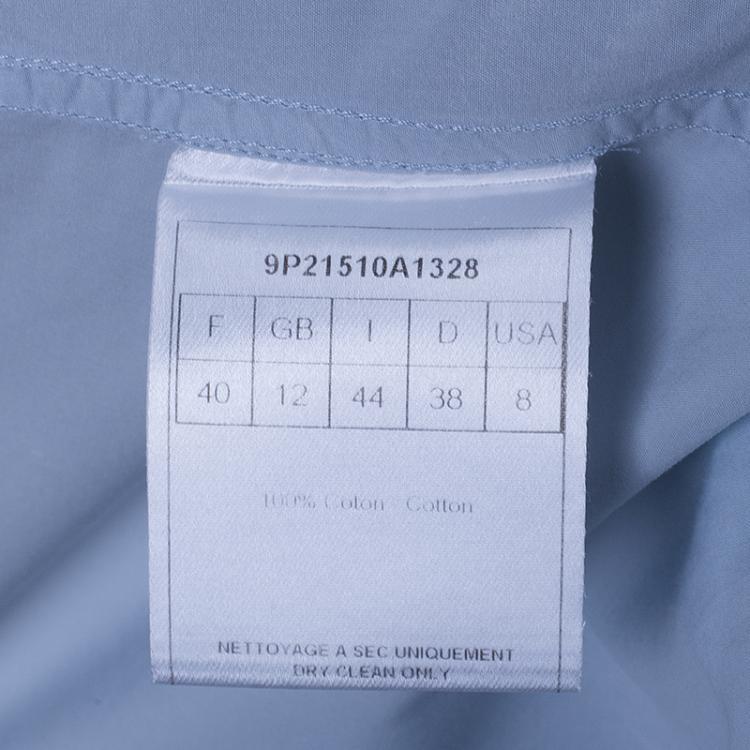 9P21510A1328
F GB I D USA
40 12 44 38 8
100% Coton Cotton
NETTOYAGE A SEC UNIQUEMENT
DRY CLEAN ONLY